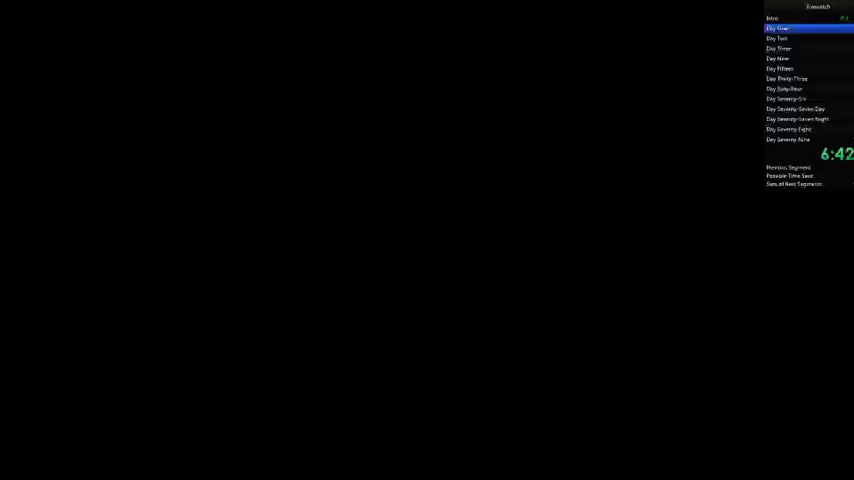 Firewatch
Intro
Day One
Day Two
Day Three
Day Nine
Day Fifteen
Day Thirty-Three
Day Sixty-Four
Day Seventy-Six
Day Seventy-Seven Day
Day Seventy-Seven Night
Day Seventy Eight
Day Seventy Nine
6:42
Previous Segment
Possible Time Save
Sum of Best Segments